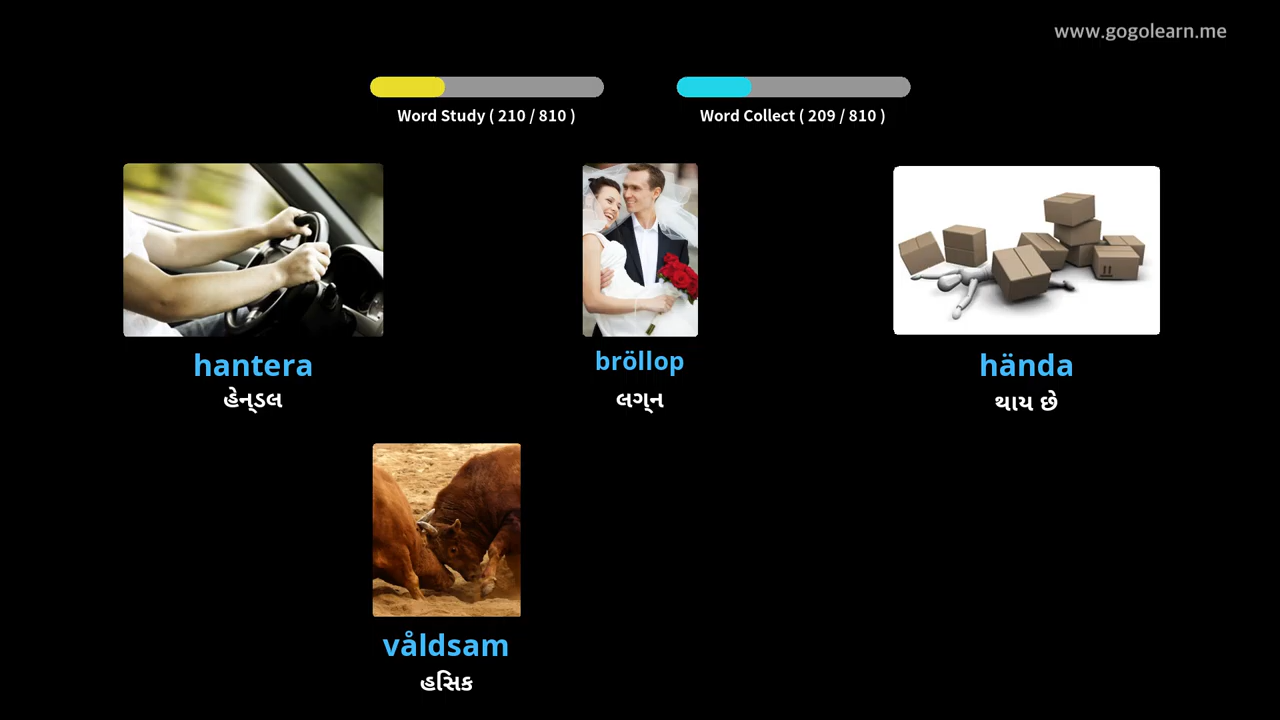 www.gogolearn.me
Word Study ( 210 / 810 )
Word Collect ( 209 / 810 )
hantera
હેન્ડલ
bröllop
લગ્ન
hända
થાય છે
våldsam
હસિક